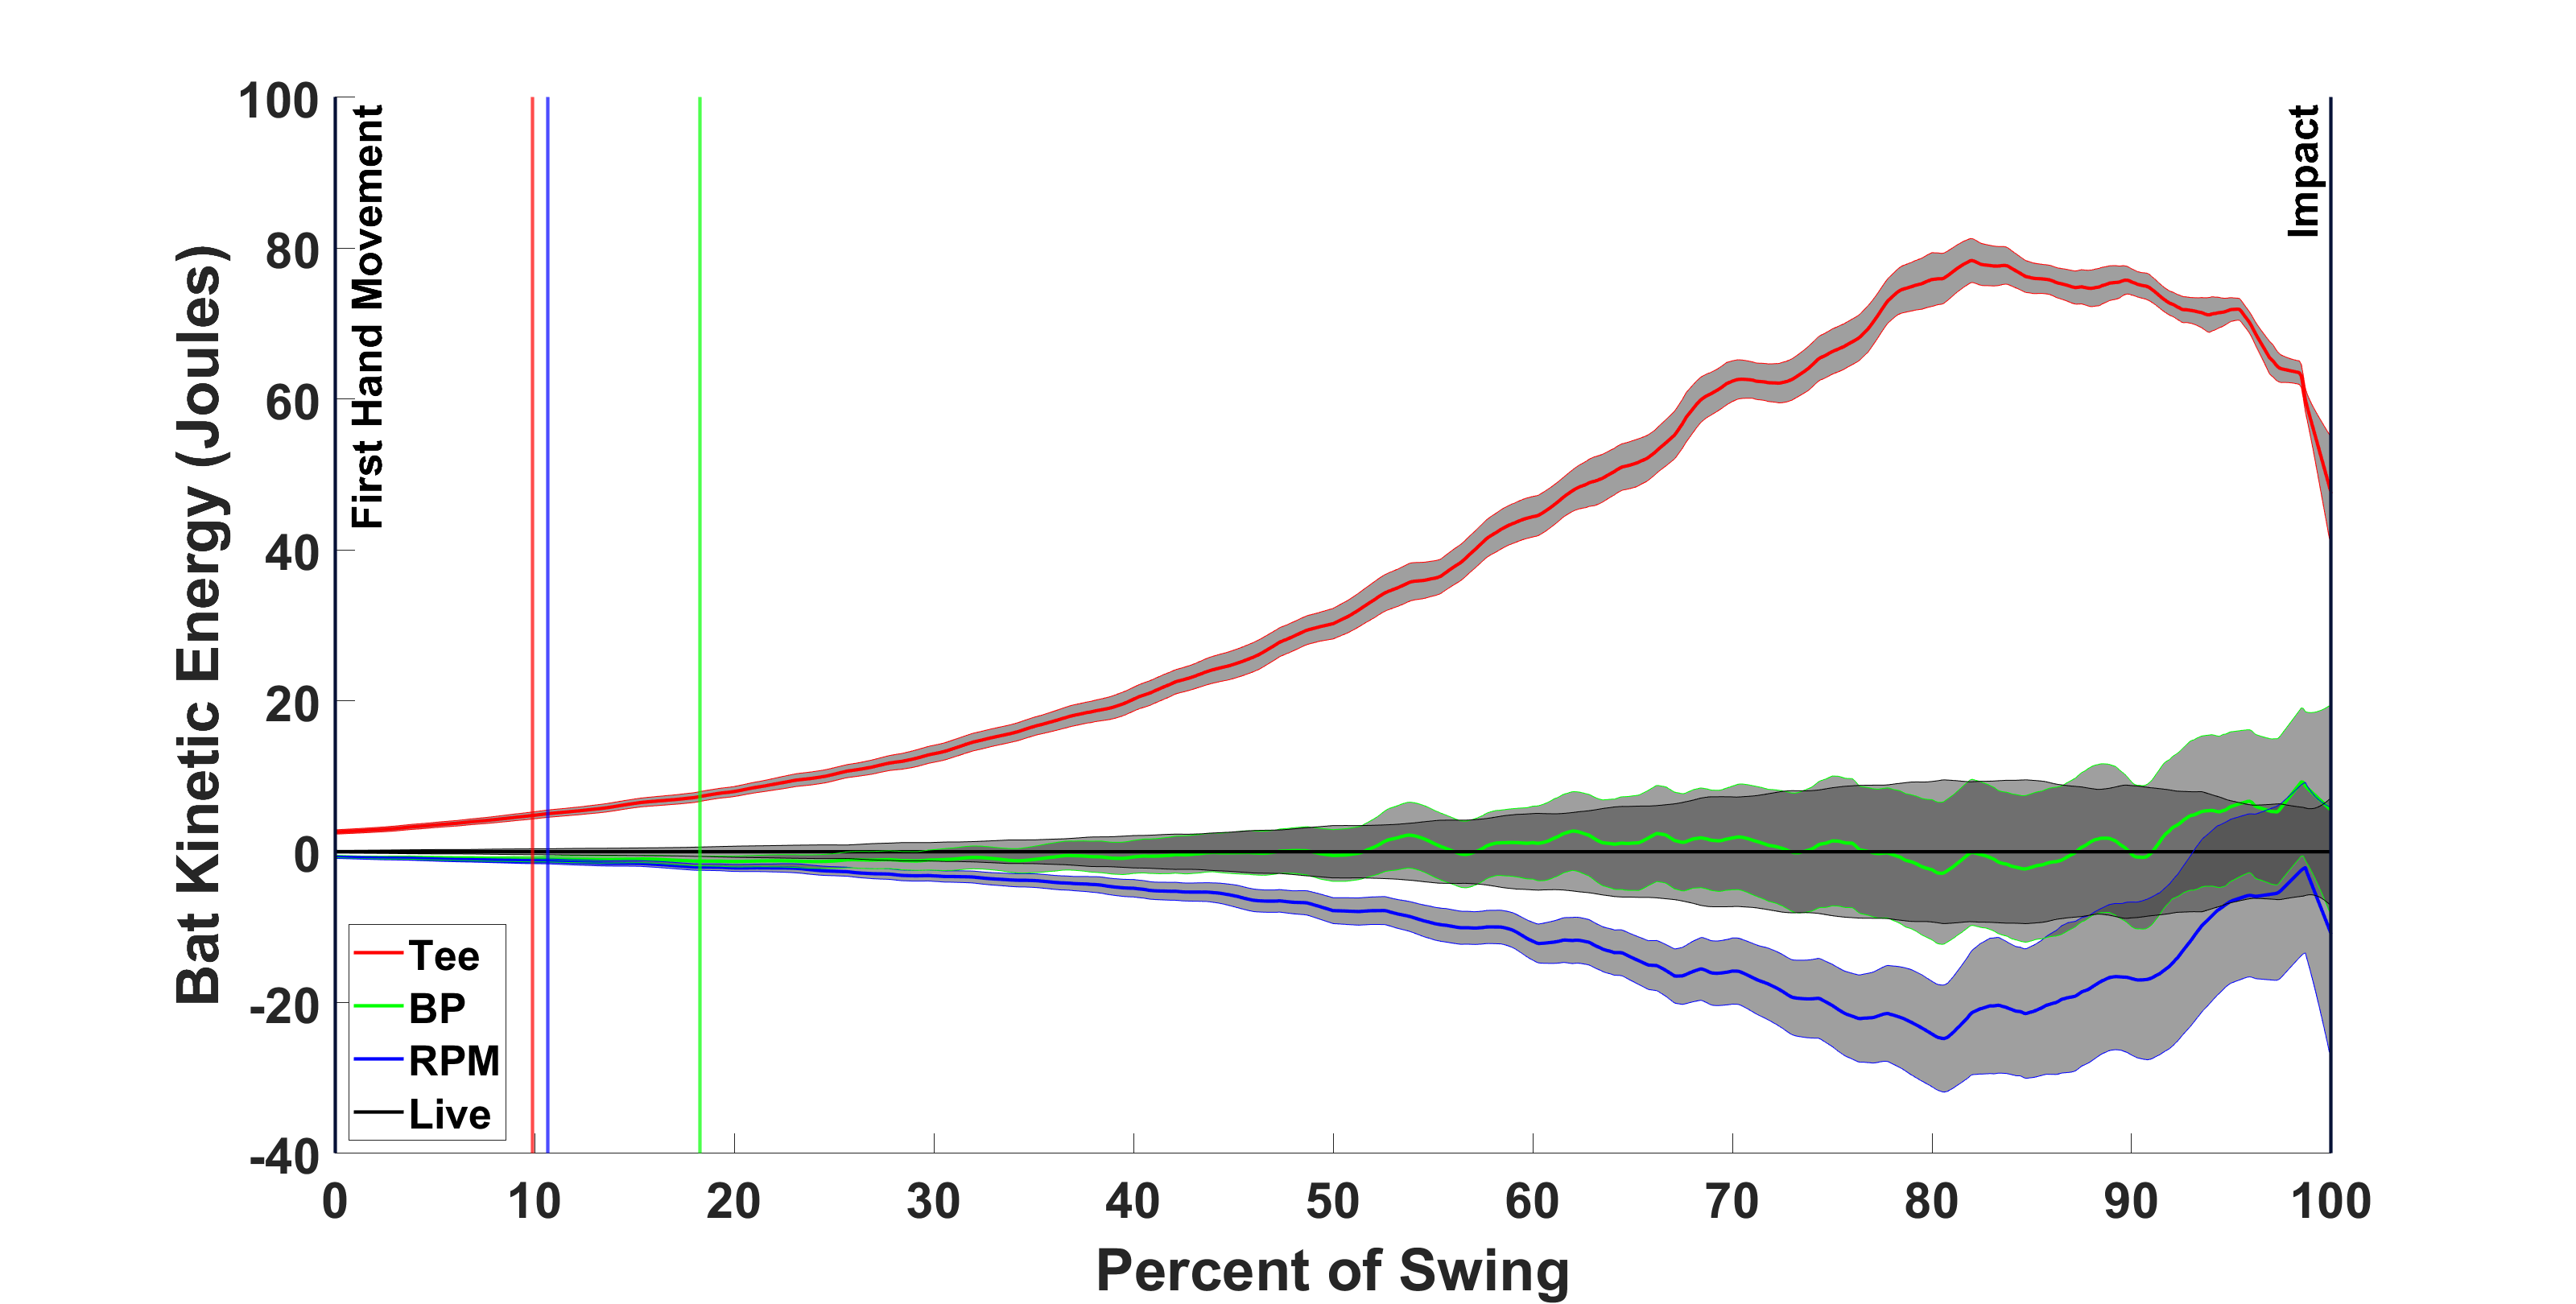 100
80
60
40
20
0
-20
-40
Bat Kinetic Energy (Joules)
First Hand Movement
Impact
Tee
BP
RPM
Live
0 10 20 30 40 50 60 70 80 90 100
Percent of Swing